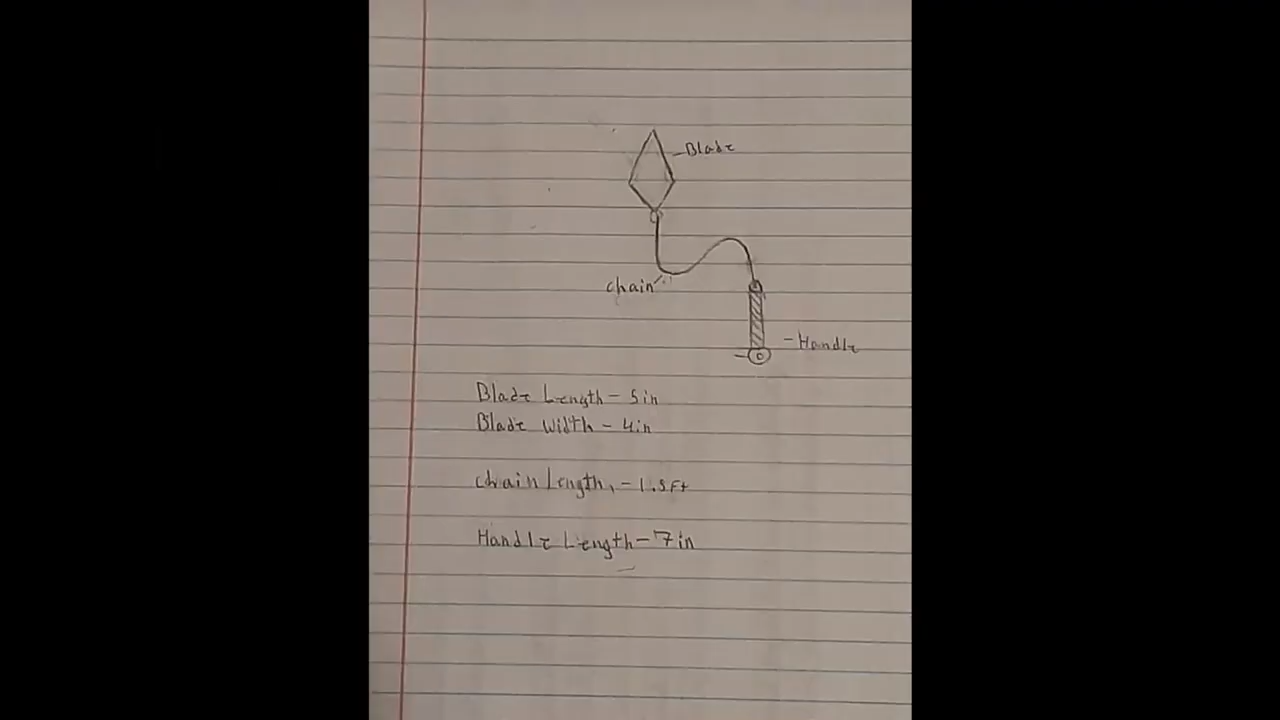 Blade
chain
Handle
Blade Length - 5in
Blade width - 4in
chain Length, - 1.5Ft
Handle Length - 7in